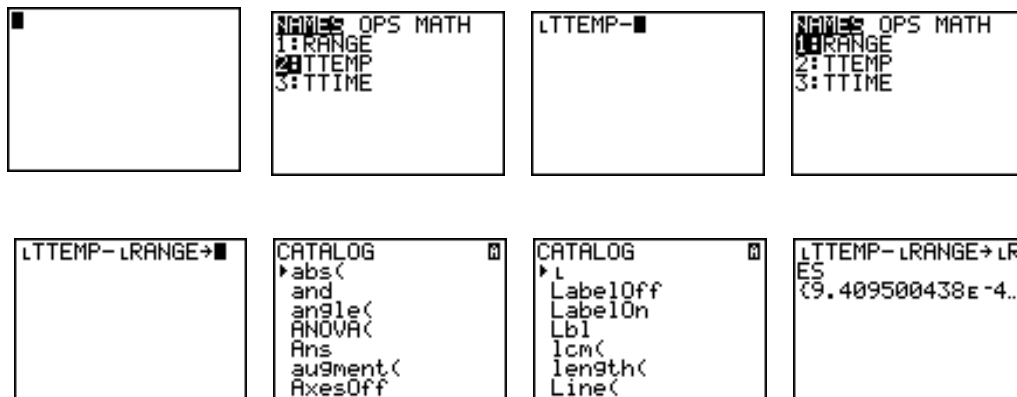 NAMES OPS MATH
1:RANGE
2:TTEMP
3:TTIME
ʟTTEMP-
NAMES OPS MATH
1:RANGE
2:TTEMP
3:TTIME
ʟTTEMP-ʟRANGE→
CATALOG
abs(
and
angle(
ANOVA(
Ans
augment(
AxesOff
CATALOG
ʟ
LabelOff
LabelOn
Lbl
lcm(
length(
Line(
ʟTTEMP-ʟRANGE→ʟR
ES
{9.409500438ᴇ-4…